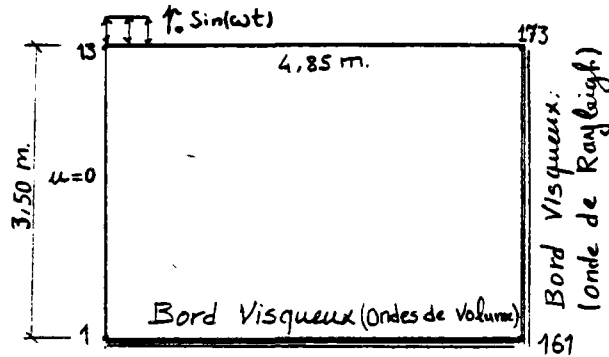 ↑. Sin(ωt)
13
173
4,85 m.
3,50 m.
u=0
Bord Visqueux.
(onde de Rayleigh)
Bord Visqueux (Ondes de Volume)
1
161